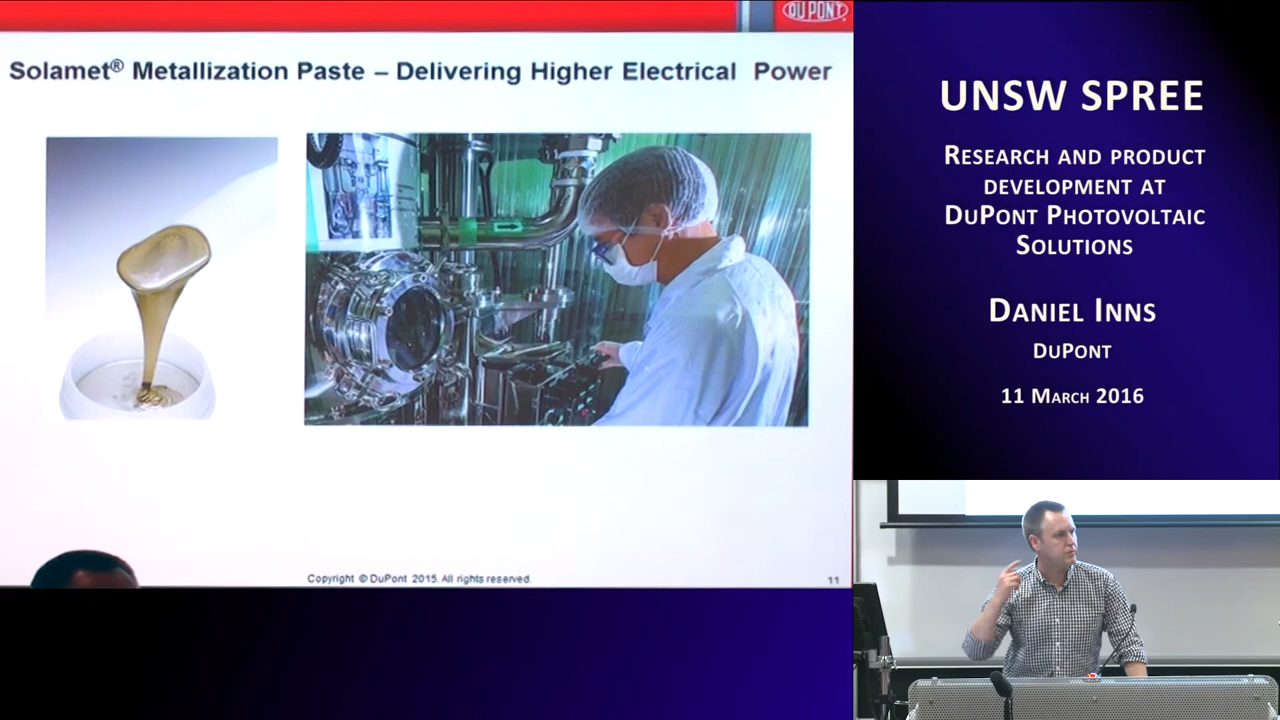 DUPONT
Solamet® Metallization Paste – Delivering Higher Electrical Power
Copyright © DuPont 2015. All rights reserved.
11
UNSW SPREE
RESEARCH AND PRODUCT
DEVELOPMENT AT
DUPONT PHOTOVOLTAIC
SOLUTIONS
DANIEL INNS
DUPONT
11 MARCH 2016